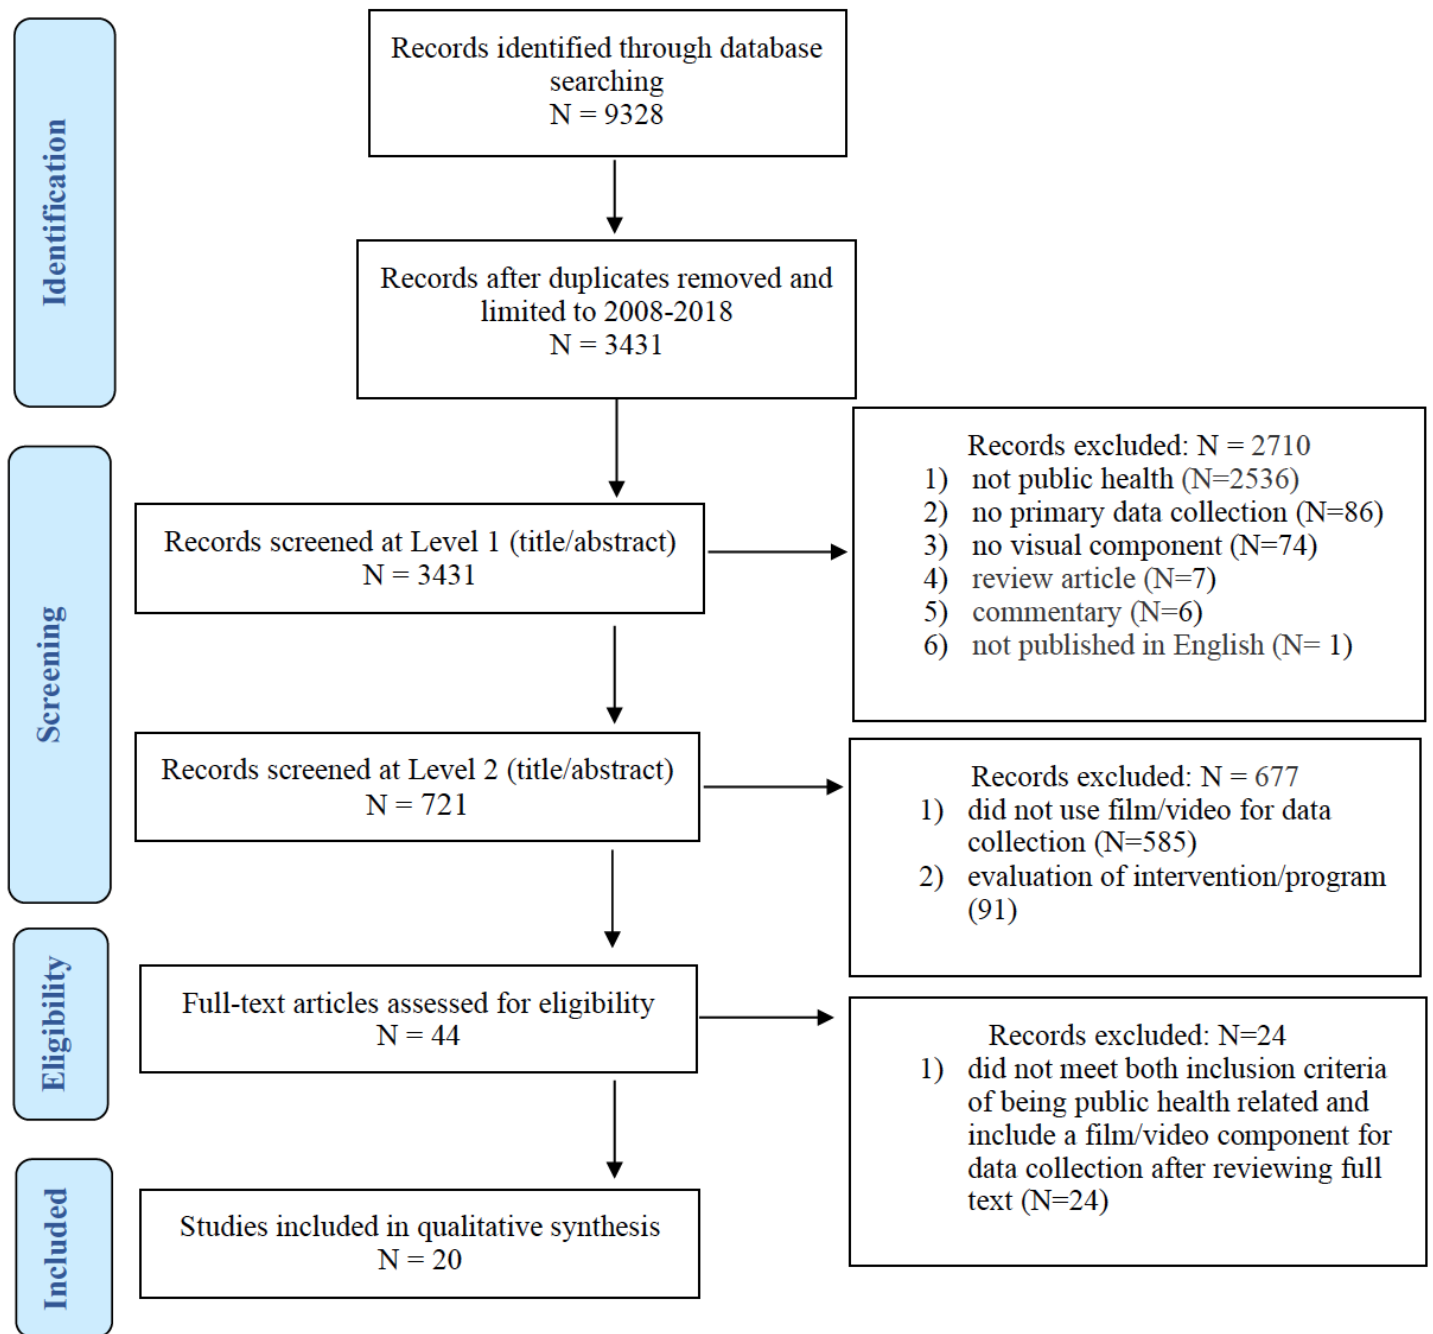 Identification
Records identified through database
searching
N = 9328
Records after duplicates removed and
limited to 2008-2018
N = 3431
Screening
Records screened at Level 1 (title/abstract)
N = 3431
Records excluded: N = 2710
1) not public health (N=2536)
2) no primary data collection (N=86)
3) no visual component (N=74)
4) review article (N=7)
5) commentary (N=6)
6) not published in English (N= 1)
Records screened at Level 2 (title/abstract)
N = 721
Records excluded: N = 677
1) did not use film/video for data
collection (N=585)
2) evaluation of intervention/program
(91)
Eligibility
Full-text articles assessed for eligibility
N = 44
Records excluded: N=24
1) did not meet both inclusion criteria
of being public health related and
include a film/video component for
data collection after reviewing full
text (N=24)
Included
Studies included in qualitative synthesis
N = 20